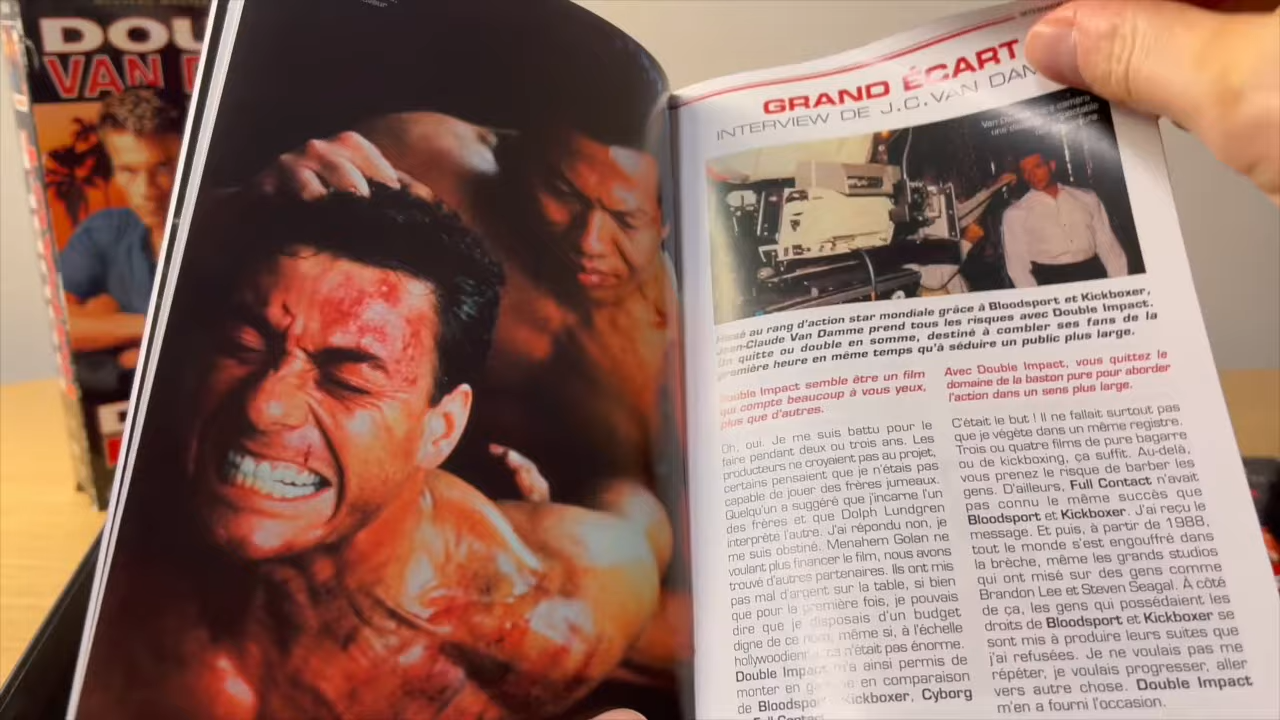 DOU
VAN D
GRAND ÉCART
INTERVIEW DE J.C. VAN DAM
au rang d'action star mondiale grâce à Bloodsport et Kickboxer,
Jean-Claude Van Damme prend tous les risques avec Double Impact.
Un quitte ou double en somme, destiné à combler ses fans de la
première heure en même temps qu'à séduire un public plus large.
Double Impact semble être un film
qui compte beaucoup à vos yeux,
plus que d'autres.
Oh, oui. Je me suis battu pour le
faire pendant deux ou trois ans. Les
producteurs ne croyaient pas au projet,
certains pensaient que je n'étais pas
capable de jouer des frères jumeaux.
Quelqu'un a suggéré que j'incarne l'un
des frères et que Dolph Lundgren
interprète l'autre. J'ai répondu non, je
me suis obstiné. Menahem Golan ne
voulant plus financer le film, nous avons
trouvé d'autres partenaires. Ils ont mis
pas mal d'argent sur la table, si bien
que pour la première fois, je pouvais
dire que je disposais d'un budget
digne de ce nom, même si, à l'échelle
hollywoodienne, ça n'était pas énorme.
Double Impact m'a ainsi permis de
monter en gamme en comparaison
de Bloodsport, Kickboxer, Cyborg
Full Contact
Avec Double Impact, vous quittez le
domaine de la baston pure pour aborder
l'action dans un sens plus large.
C'était le but ! Il ne fallait surtout pas
que je végète dans un même registre.
Trois ou quatre films de pure bagarre
ou de kickboxing, ça suffit. Au-delà,
vous prenez le risque de barber les
gens. D'ailleurs, Full Contact n'avait
pas connu le même succès que
Bloodsport et Kickboxer. J'ai reçu le
message. Et puis, à partir de 1988,
tout le monde s'est engouffré dans
la brèche, même les grands studios
qui ont misé sur des gens comme
Brandon Lee et Steven Seagal. À côté
de ça, les gens qui possédaient les
droits de Bloodsport et Kickboxer se
sont mis à produire leurs suites que
j'ai refusées. Je ne voulais pas me
répéter, je voulais progresser, aller
vers autre chose. Double Impact
m'en a fourni l'occasion.